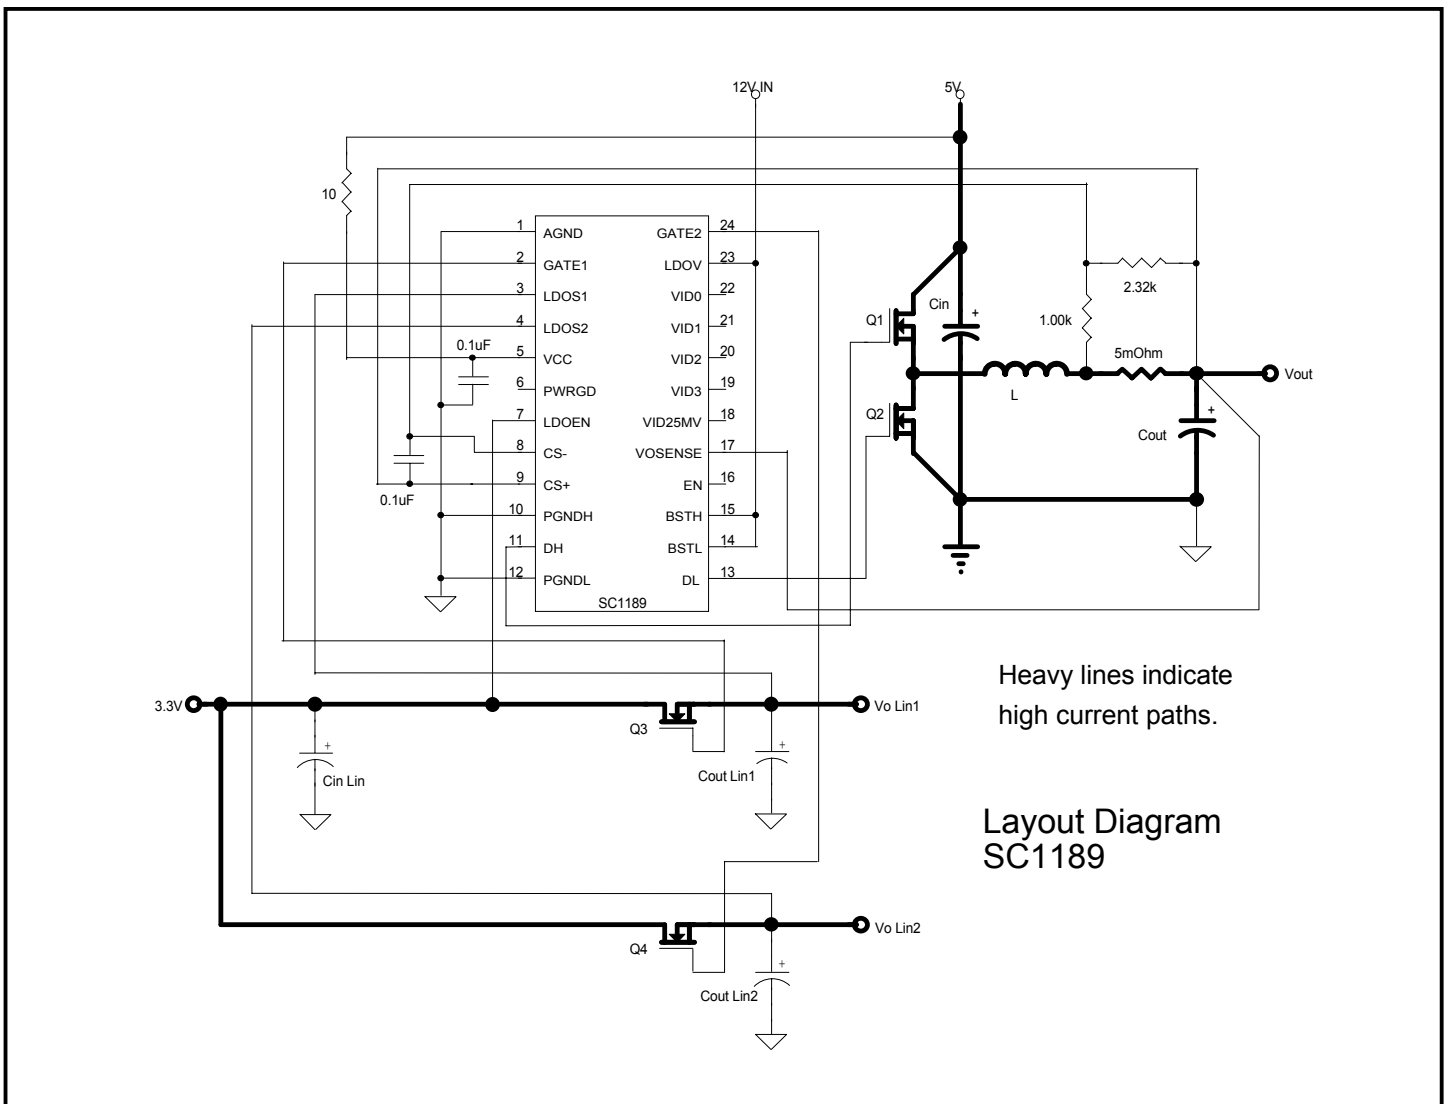 12V IN
5V
10
1 AGND GATE2 24
2 GATE1 LDOV 23
3 LDOS1 VID0 22
4 LDOS2 VID1 21
0.1uF
5 VCC VID2 20
6 PWRGD VID3 19
7 LDOEN VID25MV 18
8 CS- VOSENSE 17
9 CS+ EN 16
0.1uF
10 PGNDH BSTH 15
11 DH BSTL 14
12 PGNDL DL 13
SC1189
Q1
Cin
+
2.32k
1.00k
5mOhm
Vout
L
Q2
+
Cout
Heavy lines indicate
high current paths.
3.3V
Q3
Vo Lin1
+
Cin Lin
+
Cout Lin1
Layout Diagram
SC1189
Q4
Vo Lin2
+
Cout Lin2